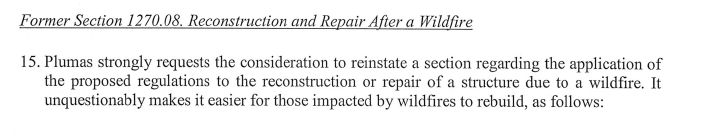 Former Section 1270.08. Reconstruction and Repair After a Wildfire
15. Plumas strongly requests the consideration to reinstate a section regarding the application of
the proposed regulations to the reconstruction or repair of a structure due to a wildfire. It
unquestionably makes it easier for those impacted by wildfires to rebuild, as follows: